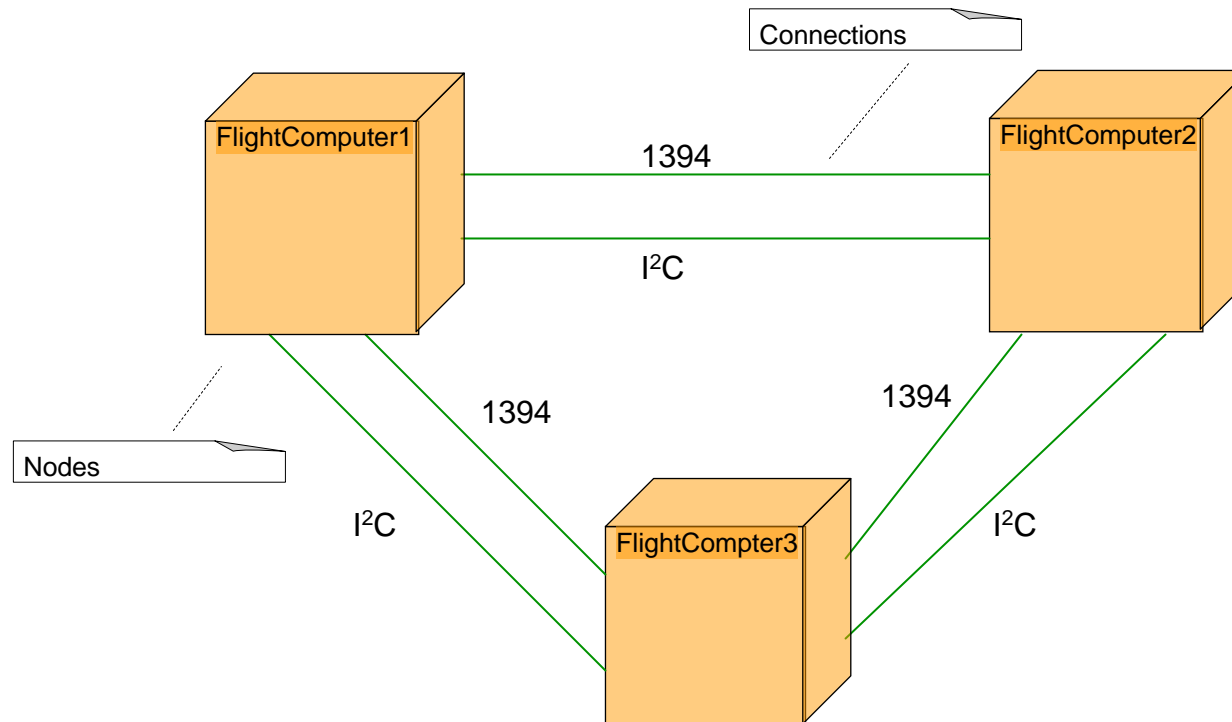 Connections
FlightComputer1
FlightComputer2
1394
I²C
1394
1394
Nodes
I²C
I²C
FlightCompter3